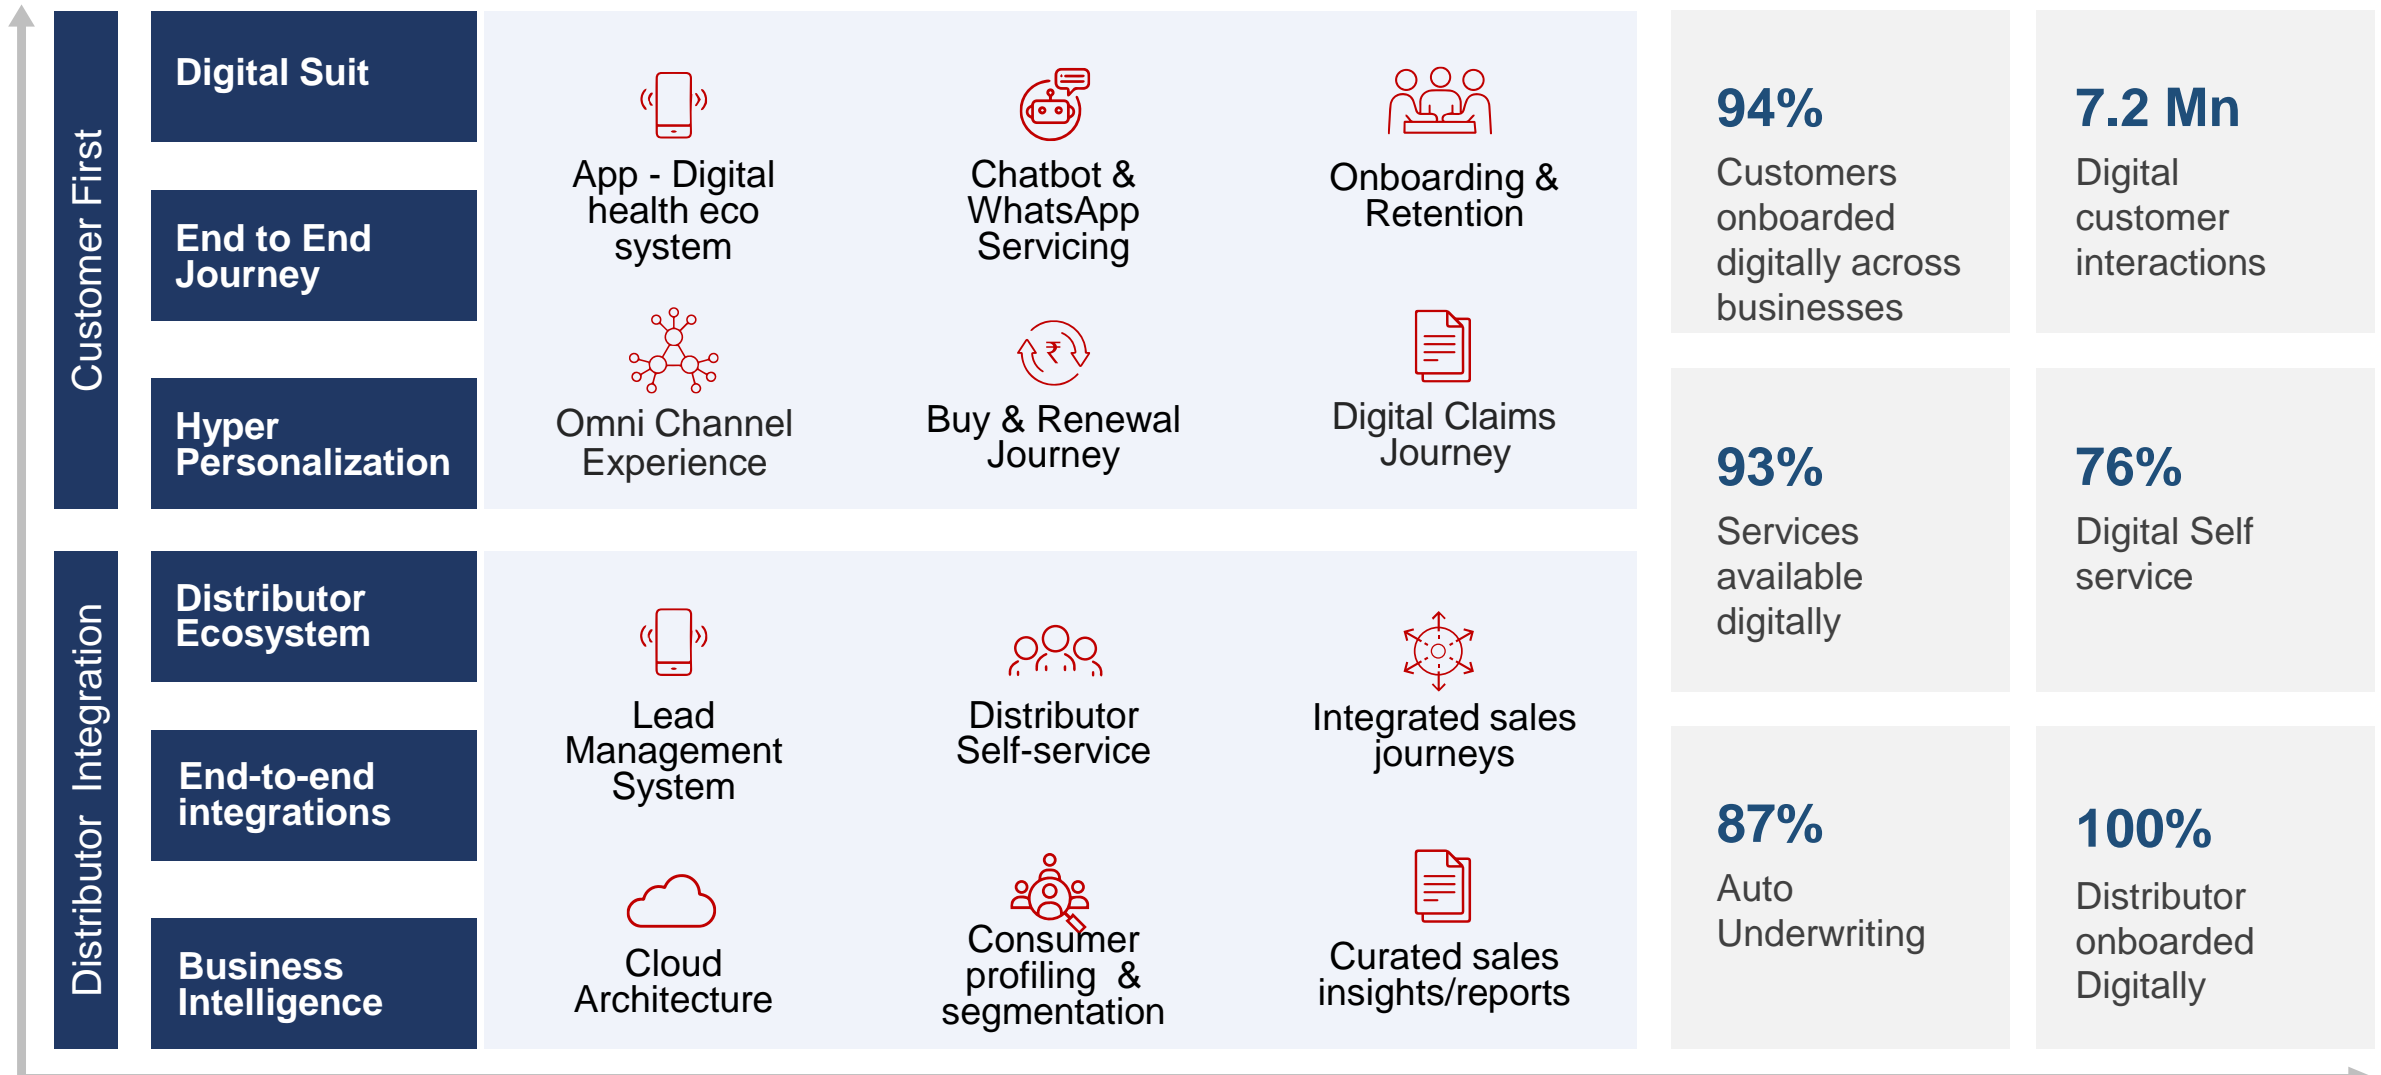 Customer First
Digital Suit
End to End
Journey
Hyper
Personalization
App - Digital
health eco
system
Chatbot &
WhatsApp
Servicing
Onboarding &
Retention
Omni Channel
Experience
₹
Buy & Renewal
Journey
Digital Claims
Journey
Distributor Integration
Distributor
Ecosystem
End-to-end
integrations
Business
Intelligence
Lead
Management
System
Distributor
Self-service
Integrated sales
journeys
Cloud
Architecture
Consumer
profiling &
segmentation
Curated sales
insights/reports
94%
Customers
onboarded
digitally across
businesses
7.2 Mn
Digital
customer
interactions
93%
Services
available
digitally
76%
Digital Self
service
87%
Auto
Underwriting
100%
Distributor
onboarded
Digitally